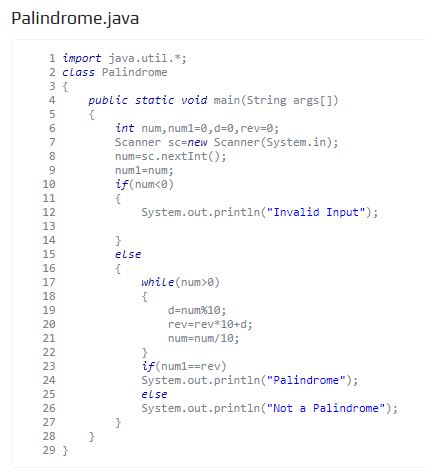 Palindrome.java
1 import java.util.*;
2 class Palindrome
3 {
4     public static void main(String args[])
5     {
6         int num,num1=0,d=0,rev=0;
7         Scanner sc=new Scanner(System.in);
8         num=sc.nextInt();
9         num1=num;
10         if(num<0)
11         {
12             System.out.println("Invalid Input");
13
14         }
15         else
16         {
17             while(num>0)
18             {
19                 d=num%10;
20                 rev=rev*10+d;
21                 num=num/10;
22             }
23             if(num1==rev)
24             System.out.println("Palindrome");
25             else
26             System.out.println("Not a Palindrome");
27         }
28     }
29 }